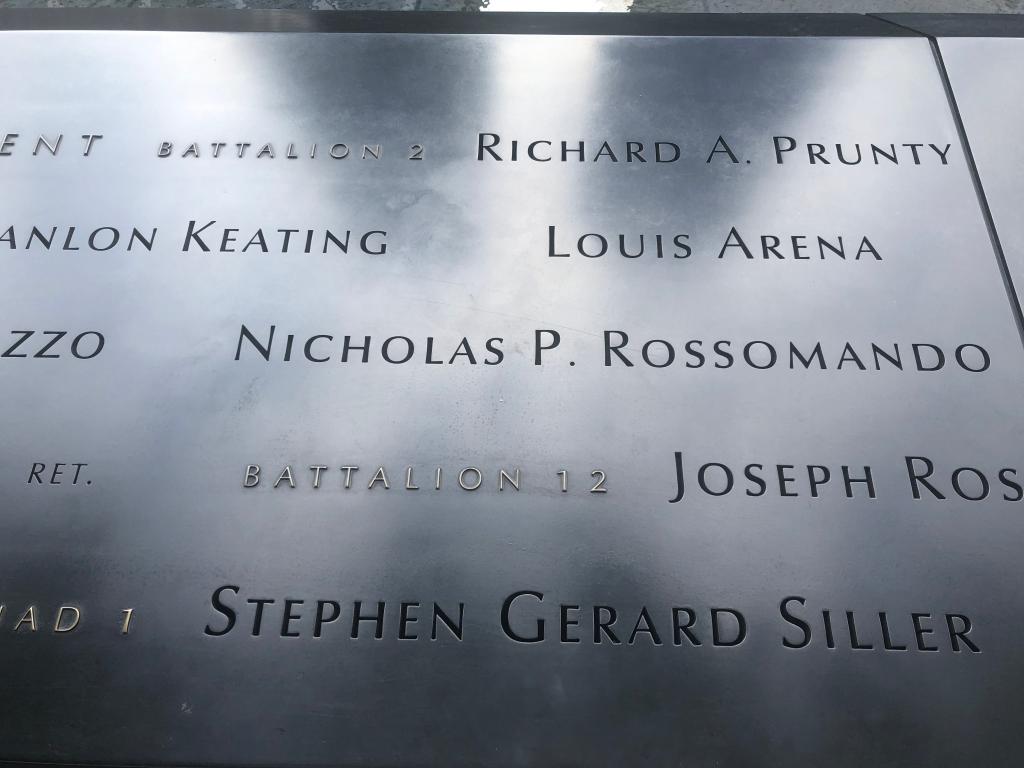 ENT BATTALION 2 RICHARD A. PRUNTY
ANLON KEATING LOUIS ARENA
ZZO NICHOLAS P. ROSSOMANDO
RET. BATTALION 12 JOSEPH ROS
UAD 1 STEPHEN GERARD SILLER